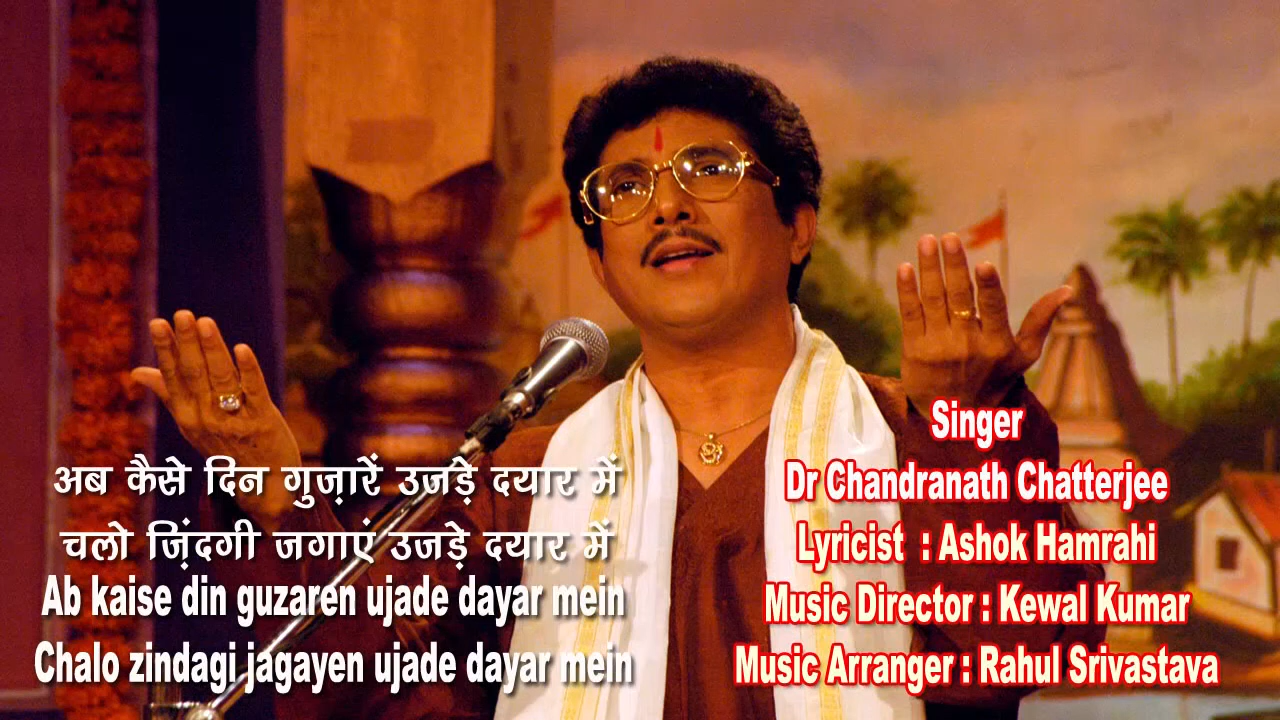 अब कैसे दिन गुज़ारें उजड़े दयार में
चलो ज़िंदगी जगाएं उजड़े दयार में
Ab kaise din guzaren ujade dayar mein
Chalo zindagi jagayen ujade dayar mein
Singer
Dr Chandranath Chatterjee
Lyricist : Ashok Hamrahi
Music Director : Kewal Kumar
Music Arranger : Rahul Srivastava